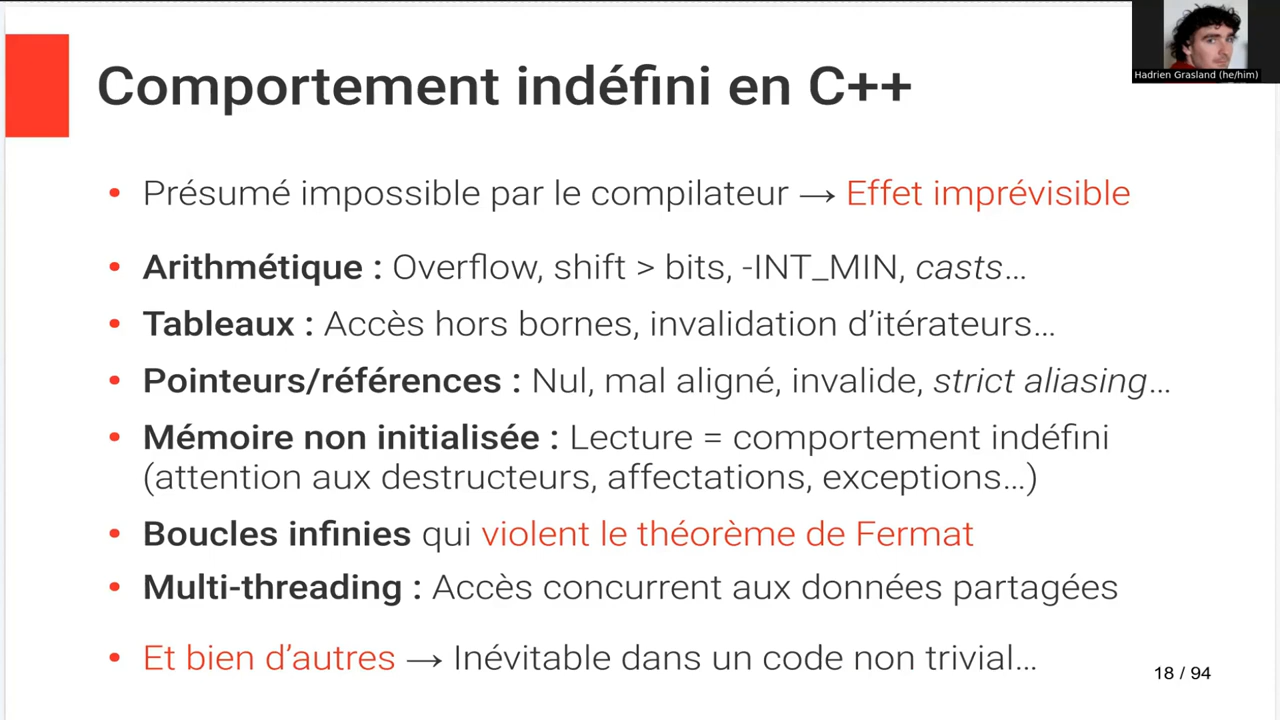 Hadrien Grasland (he/him)
Comportement indéfini en C++
• Présumé impossible par le compilateur → Effet imprévisible
• Arithmétique : Overflow, shift > bits, -INT_MIN, casts…
• Tableaux : Accès hors bornes, invalidation d’itérateurs…
• Pointeurs/références : Nul, mal aligné, invalide, strict aliasing…
• Mémoire non initialisée : Lecture = comportement indéfini
(attention aux destructeurs, affectations, exceptions…)
• Boucles infinies qui violent le théorème de Fermat
• Multi-threading : Accès concurrent aux données partagées
• Et bien d’autres → Inévitable dans un code non trivial…
18 / 94